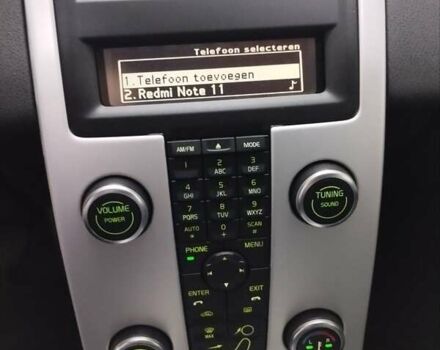 Telefoon selecteren
1. Telefoon toevoegen
2. Redmi Note 11
AM/FM
MODE
1
2 ABC
3 DEF
4 GHI
5 JKL
6 MNO
7 PQRS
8 TUV
9 WXYZ
AUTO *
0 +
SCAN #
VOLUME
POWER
TUNING
SOUND
PHONE
MENU
ENTER
EXIT
MAX
L
R